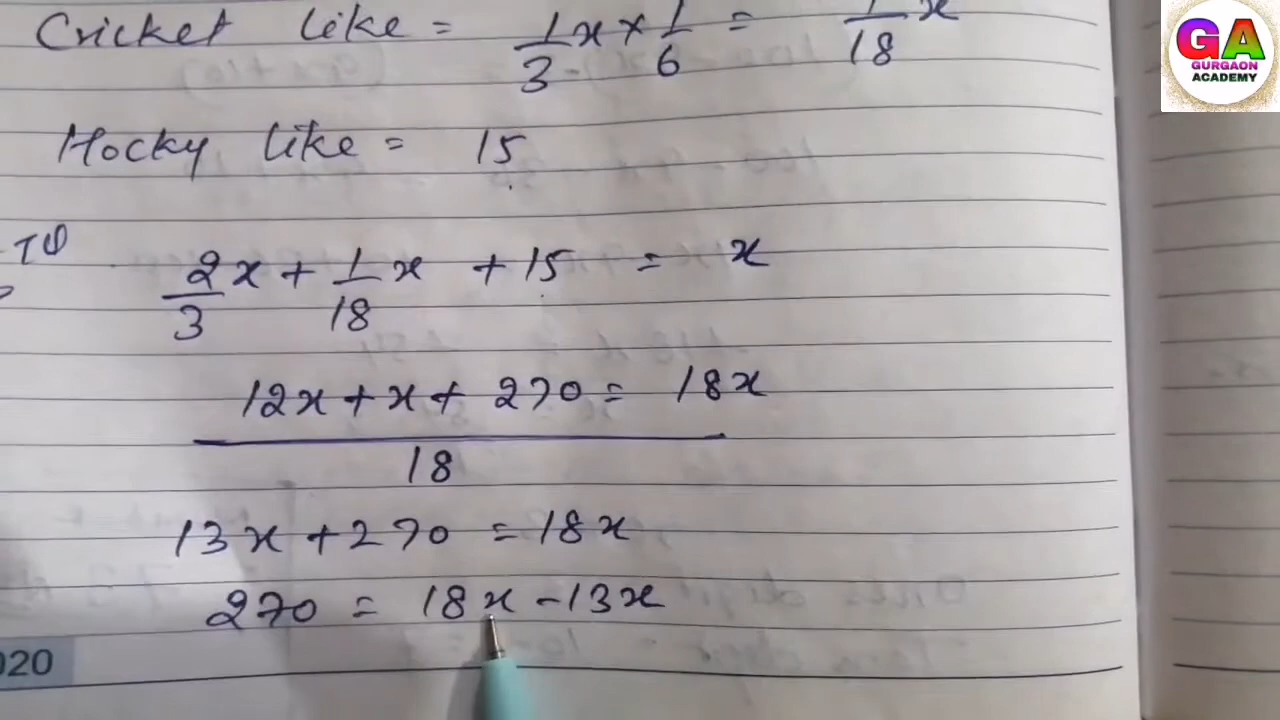 GA
GURGAON
ACADEMY
Cricket like = 1/3 x × 1/6 = 1/18 x
Hocky like = 15
2/3 x + 1/18 x + 15 = x
12x + x + 270 = 18x
18
13x + 270 = 18x
270 = 18x - 13x
020